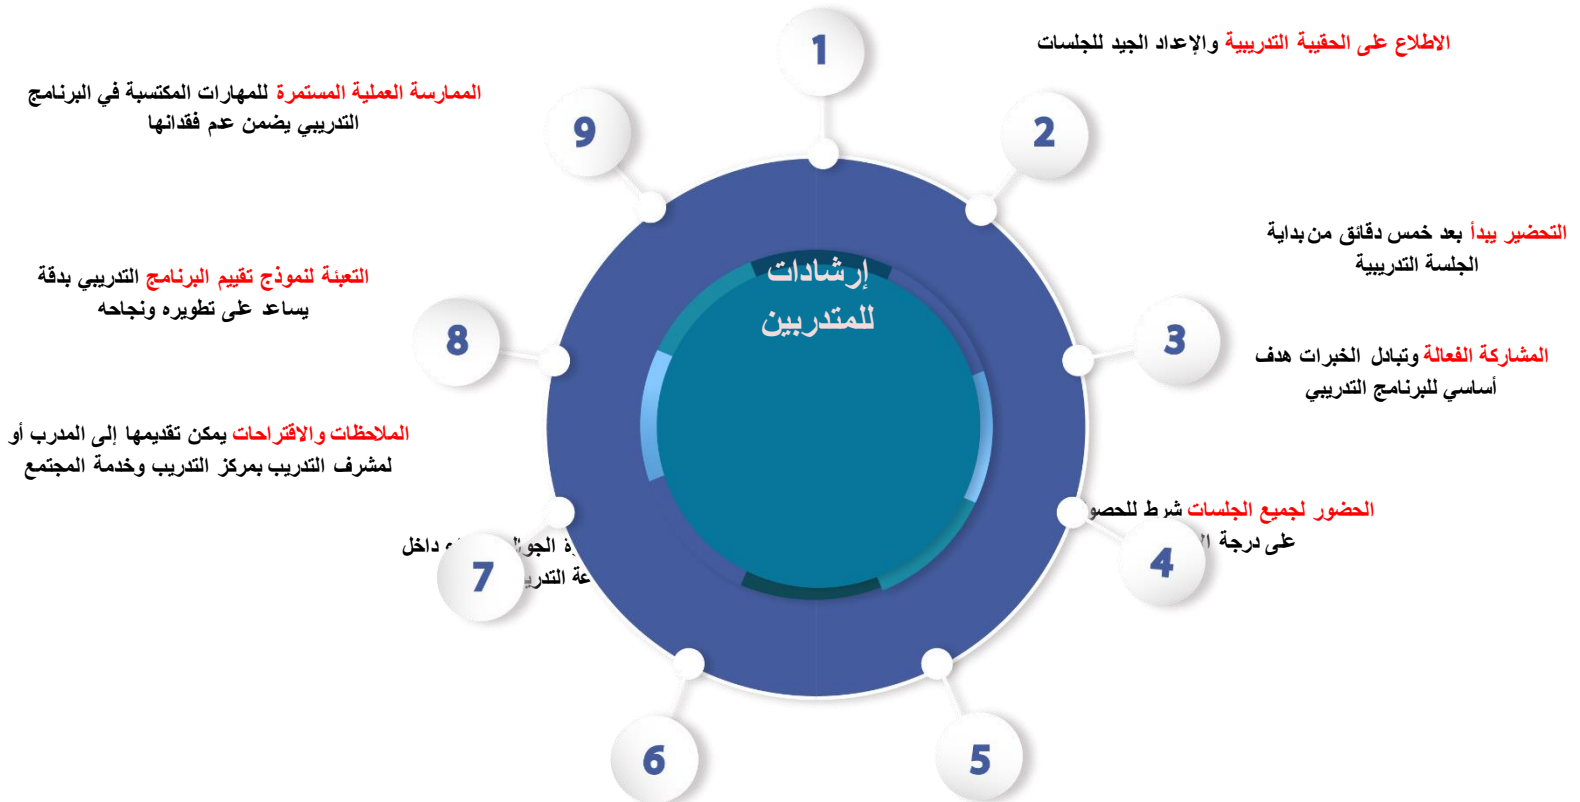 إرشادات
للمتدربين
1
الاطلاع على الحقيبة التدريبية والإعداد الجيد للجلسات
2
التحضير يبدأ بعد خمس دقائق من بداية
الجلسة التدريبية
3
المشاركة الفعالة وتبادل الخبرات هدف
أساسي للبرنامج التدريبي
4
الحضور لجميع الجلسات شرط
على درجة
5
6
7
داخل
الملاحظات والاقتراحات يمكن تقديمها إلى المدرب أو
لمشرف التدريب بمركز التدريب وخدمة المجتمع
8
التعبئة لنموذج تقييم البرنامج التدريبي بدقة
يساعد على تطويره ونجاحه
9
الممارسة العملية المستمرة للمهارات المكتسبة في البرنامج
التدريبي يضمن عدم فقدانها